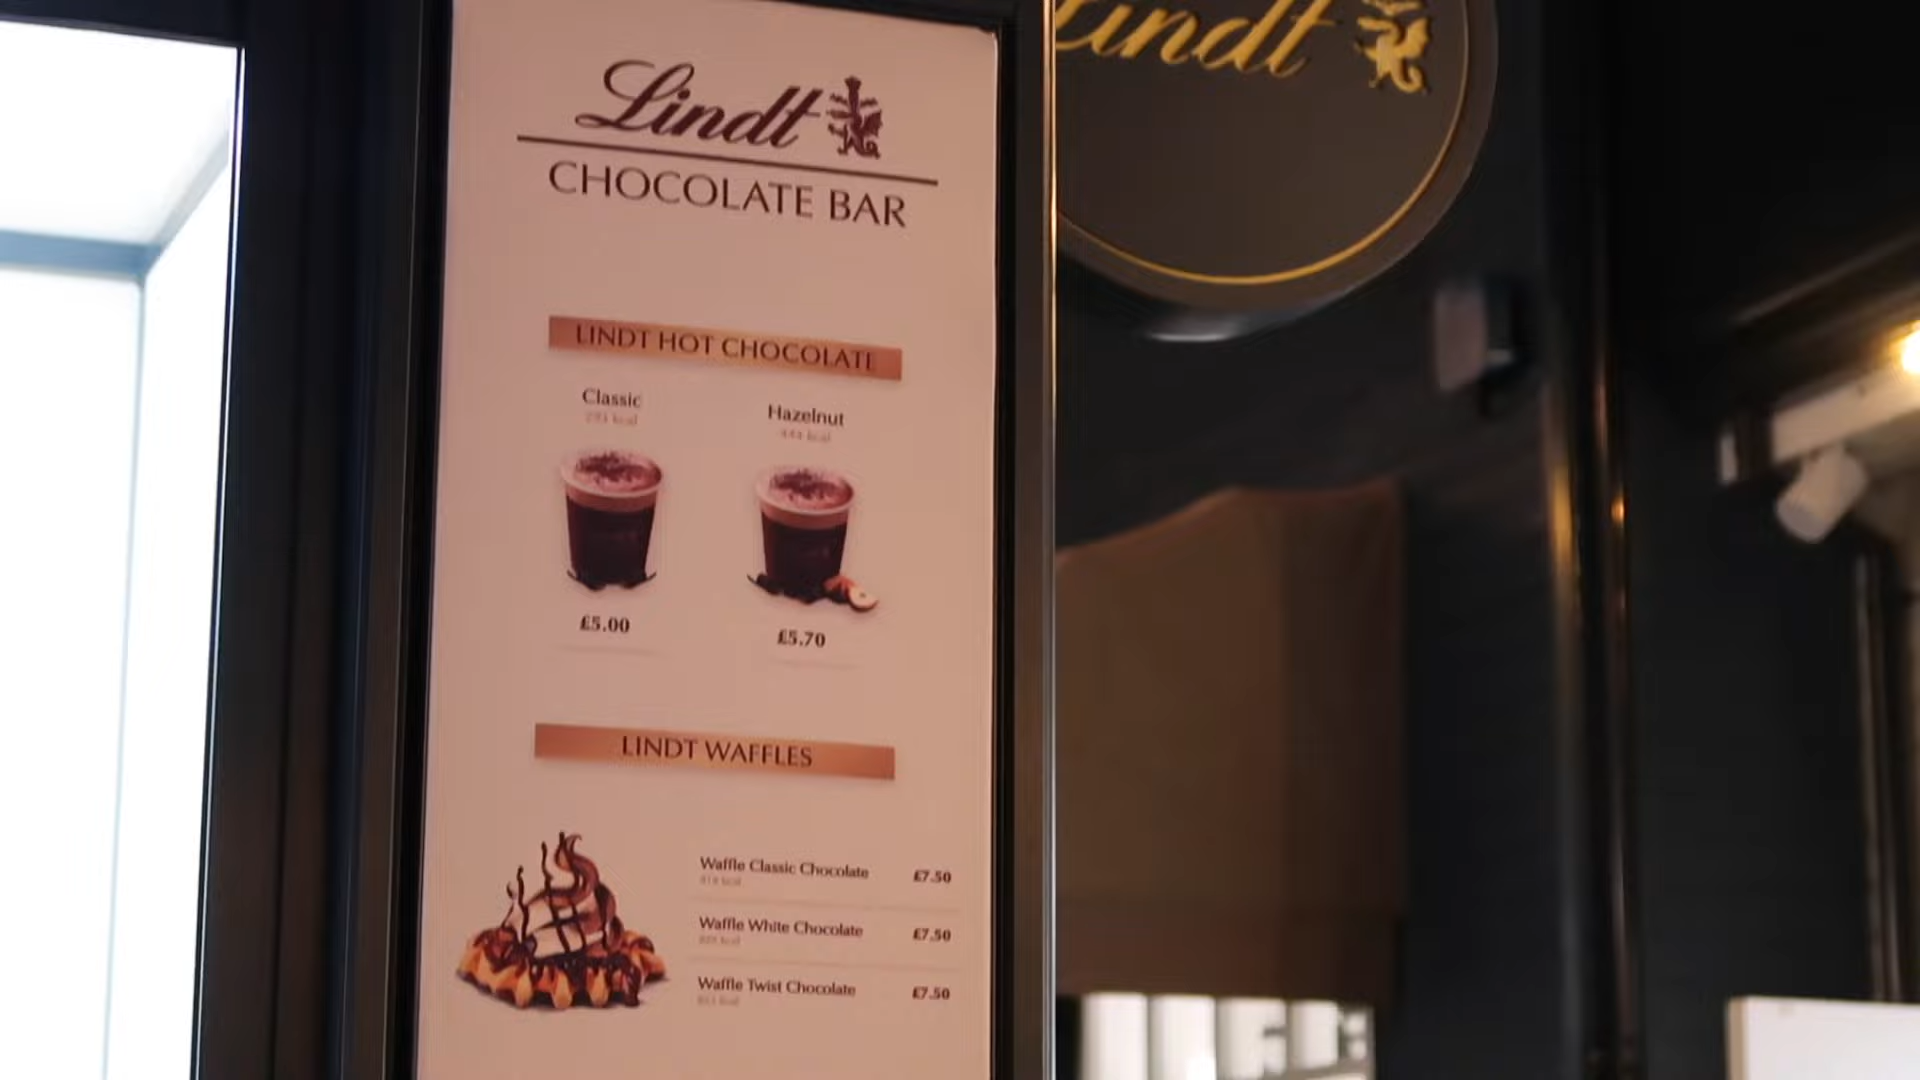 Lindt
CHOCOLATE BAR
Lindt
LINDT HOT CHOCOLATE
Classic
Hazelnut
£5.00
£5.70
LINDT WAFFLES
Waffle Classic Chocolate £7.50
Waffle White Chocolate £7.50
Waffle Twist Chocolate £7.50